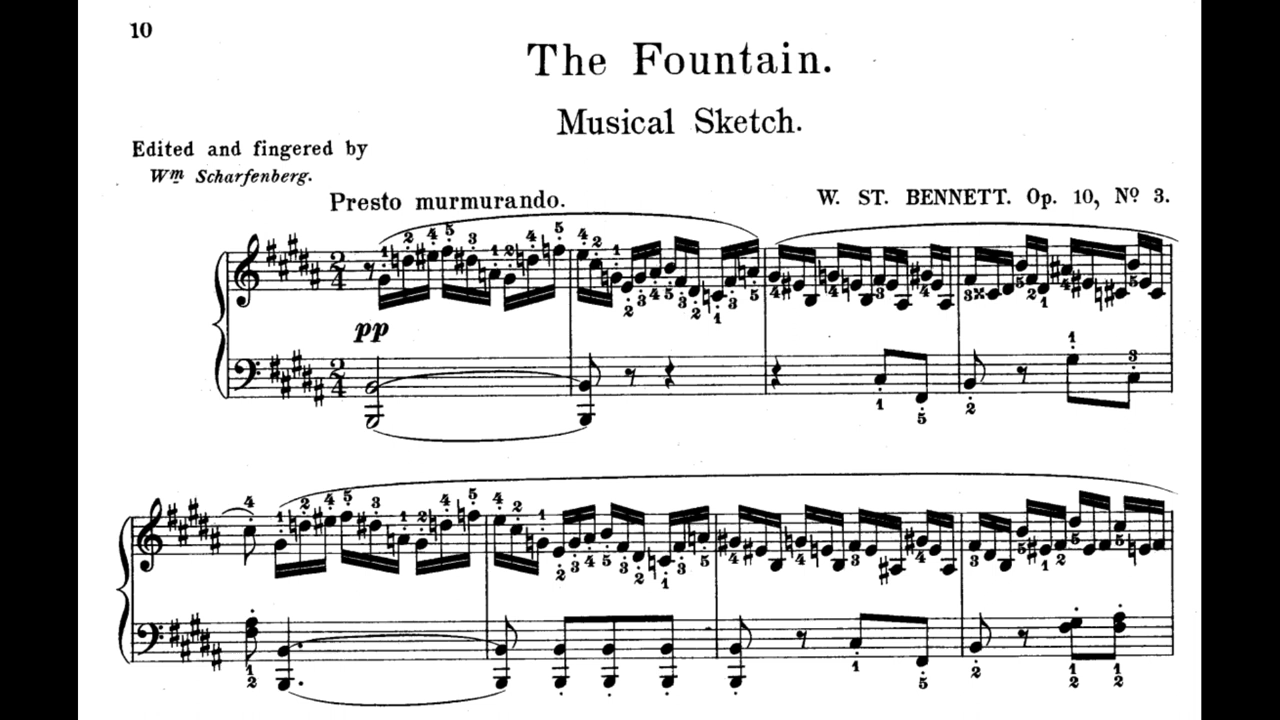 10
The Fountain.
Musical Sketch.
Edited and fingered by
Wm Scharfenberg.
Presto murmurando.
W. ST. BENNETT. Op. 10, No 3.
pp